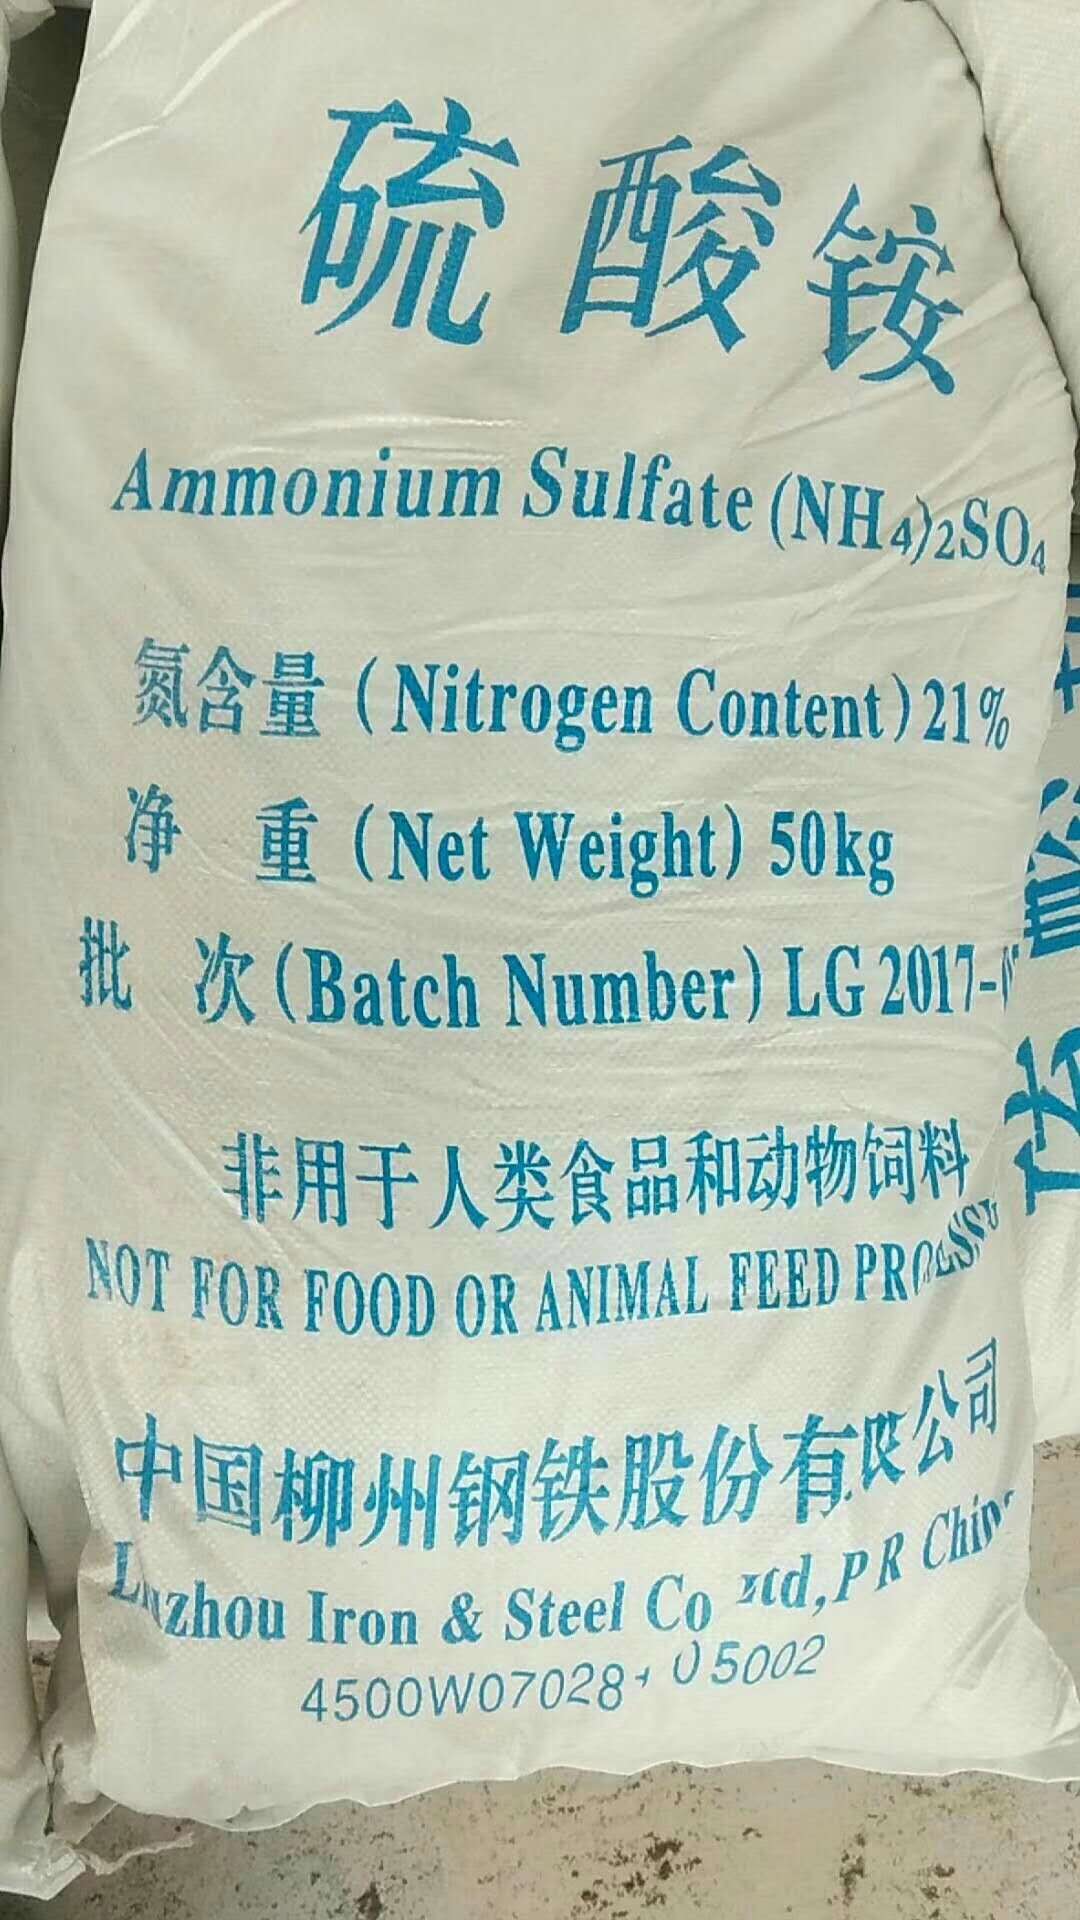 硫酸铵
Ammonium Sulfate (NH₄)₂SO₄
氮含量 (Nitrogen Content) 21%
净 重 (Net Weight) 50kg
批 次 (Batch Number) LG 2017-
非用于人类食品和动物饲料
NOT FOR FOOD OR ANIMAL FEED
中国柳州钢铁股份有限公司
Iron & Steel Co PR